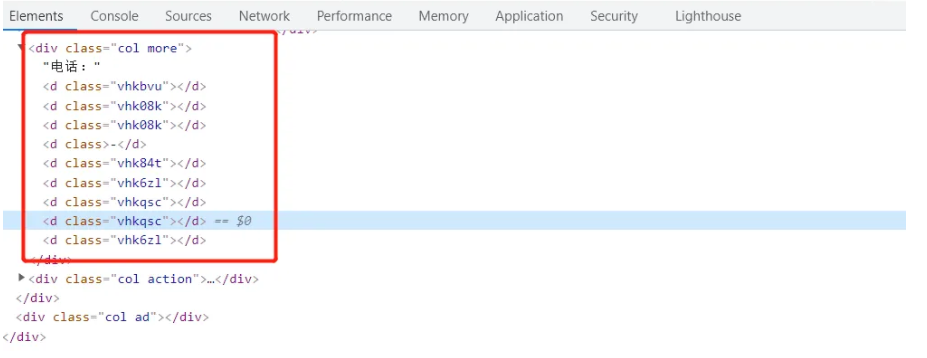 Elements Console Sources Network Performance Memory Application Security Lighthouse
</div>
<div class="col more">
"电话："
<d class="vhkbvu"></d>
<d class="vhk08k"></d>
<d class="vhk08k"></d>
<d class>-</d>
<d class="vhk84t"></d>
<d class="vhk6zl"></d>
<d class="vhkqsc"></d>
<d class="vhkqsc"></d> == $0
<d class="vhk6zl"></d>
</div>
<div class="col action">…</div>
</div>
<div class="col ad"></div>
</div>